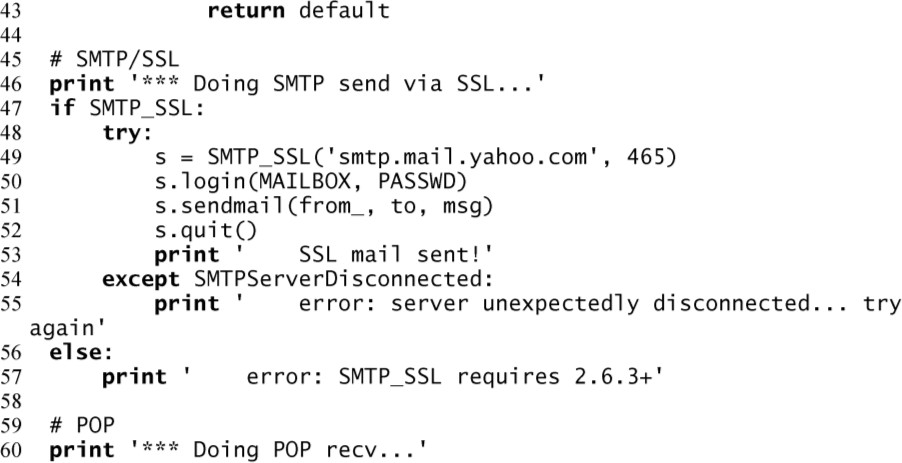 43              return default
44
45  # SMTP/SSL
46  print '*** Doing SMTP send via SSL...'
47  if SMTP_SSL:
48      try:
49          s = SMTP_SSL('smtp.mail.yahoo.com', 465)
50          s.login(MAILBOX, PASSWD)
51          s.sendmail(from_, to, msg)
52          s.quit()
53          print '    SSL mail sent!'
54      except SMTPServerDisconnected:
55          print '    error: server unexpectedly disconnected... try
again'
56  else:
57      print '    error: SMTP_SSL requires 2.6.3+'
58
59  # POP
60  print '*** Doing POP recv...'